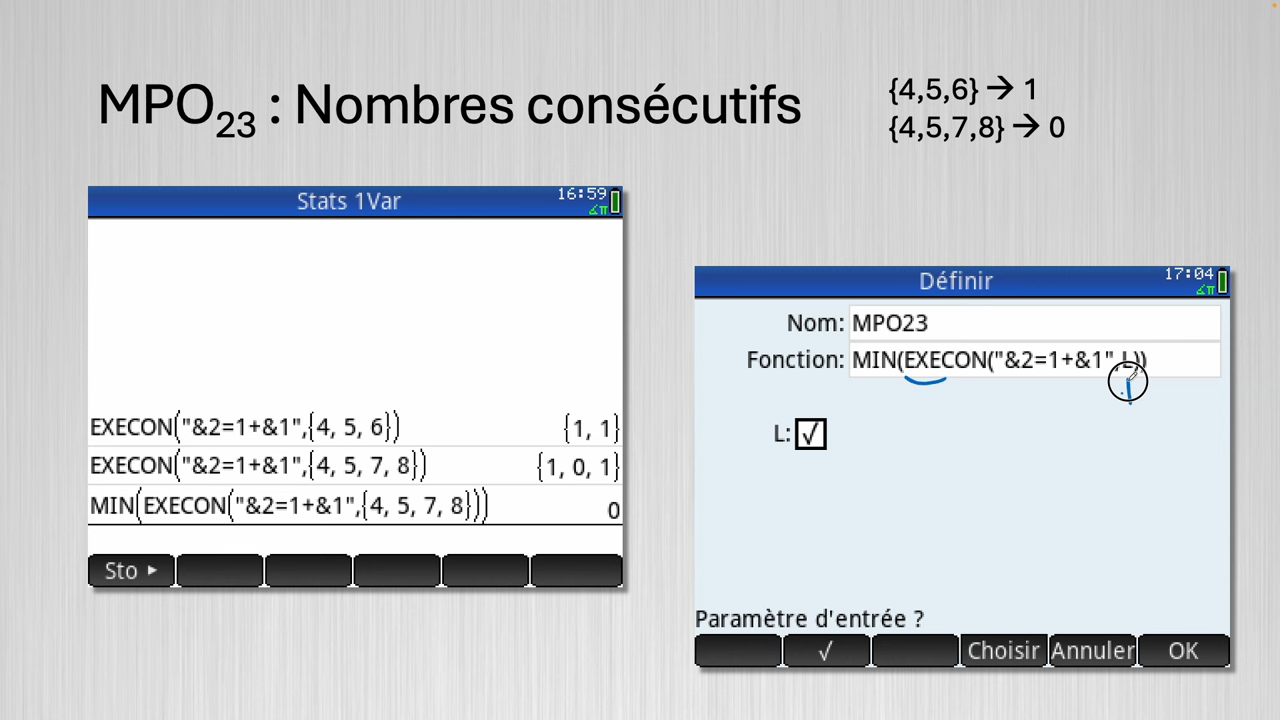 MPO23 : Nombres consécutifs
{4,5,6} → 1
{4,5,7,8} → 0
Stats 1Var
16:59
∡π
EXECON("&2=1+&1",{4, 5, 6}) {1, 1}
EXECON("&2=1+&1",{4, 5, 7, 8}) {1, 0, 1}
MIN(EXECON("&2=1+&1",{4, 5, 7, 8})) 0
Sto ▶
Définir
17:04
∡π
Nom: MPO23
Fonction: MIN(EXECON("&2=1+&1",L))
L: √
Paramètre d'entrée ?
√ Choisir Annuler OK